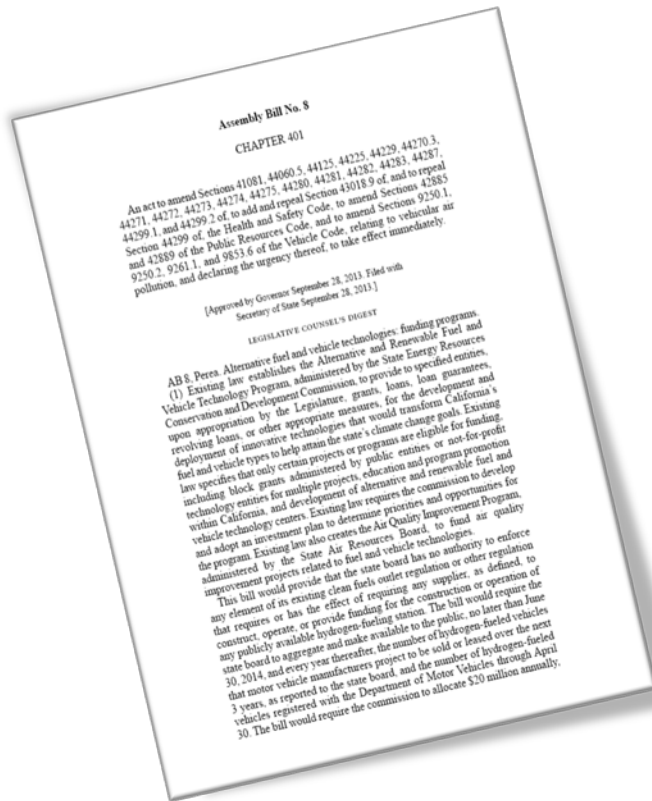 Assembly Bill No. 8
CHAPTER 401
An act to amend Sections 41081, 44060.5, 44125, 44225, 44229, 44270.3,
44271, 44272, 44273, 44274, 44275, 44280, 44281, 44282, 44283, 44287,
44299.1, and 44299.2 of, to add and repeal Section 43018.9 of, and to repeal
Section 44299 of, the Health and Safety Code, to amend Sections 42885
and 42889 of the Public Resources Code, and to amend Sections 9250.1,
9250.2, 9261.1, and 9853.6 of the Vehicle Code, relating to vehicular air
pollution, and declaring the urgency thereof, to take effect immediately.
[Approved by Governor September 28, 2013. Filed with
Secretary of State September 28, 2013.]
LEGISLATIVE COUNSEL'S DIGEST
AB 8, Perea. Alternative fuel and vehicle technologies: funding programs.
(1) Existing law establishes the Alternative and Renewable Fuel and
Vehicle Technology Program, administered by the State Energy Resources
Conservation and Development Commission, to provide to specified entities,
upon appropriation by the Legislature, grants, loans, loan guarantees,
revolving loans, or other appropriate measures, for the development and
deployment of innovative technologies that would transform California's
fuel and vehicle types to help attain the state's climate change goals. Existing
law specifies that only certain projects or programs are eligible for funding,
including block grants administered by public entities or not-for-profit
technology entities for multiple projects, education and program promotion
within California, and development of alternative and renewable fuel and
vehicle technology centers. Existing law requires the commission to develop
and adopt an investment plan to determine priorities and opportunities for
the program. Existing law also creates the Air Quality Improvement Program,
administered by the State Air Resources Board, to fund air quality
improvement projects related to fuel and vehicle technologies.
This bill would provide that the state board has no authority to enforce
any element of its existing clean fuels outlet regulation or other regulation
that requires or has the effect of requiring any supplier, as defined, to
construct, operate, or provide funding for the construction or operation of
any publicly available hydrogen-fueling station. The bill would require the
state board to aggregate and make available to the public, no later than June
30, 2014, and every year thereafter, the number of hydrogen-fueled vehicles
that motor vehicle manufacturers project to be sold or leased over the next
3 years, as reported to the state board, and the number of hydrogen-fueled
vehicles registered with the Department of Motor Vehicles through April
30. The bill would require the commission to allocate $20 million annually,